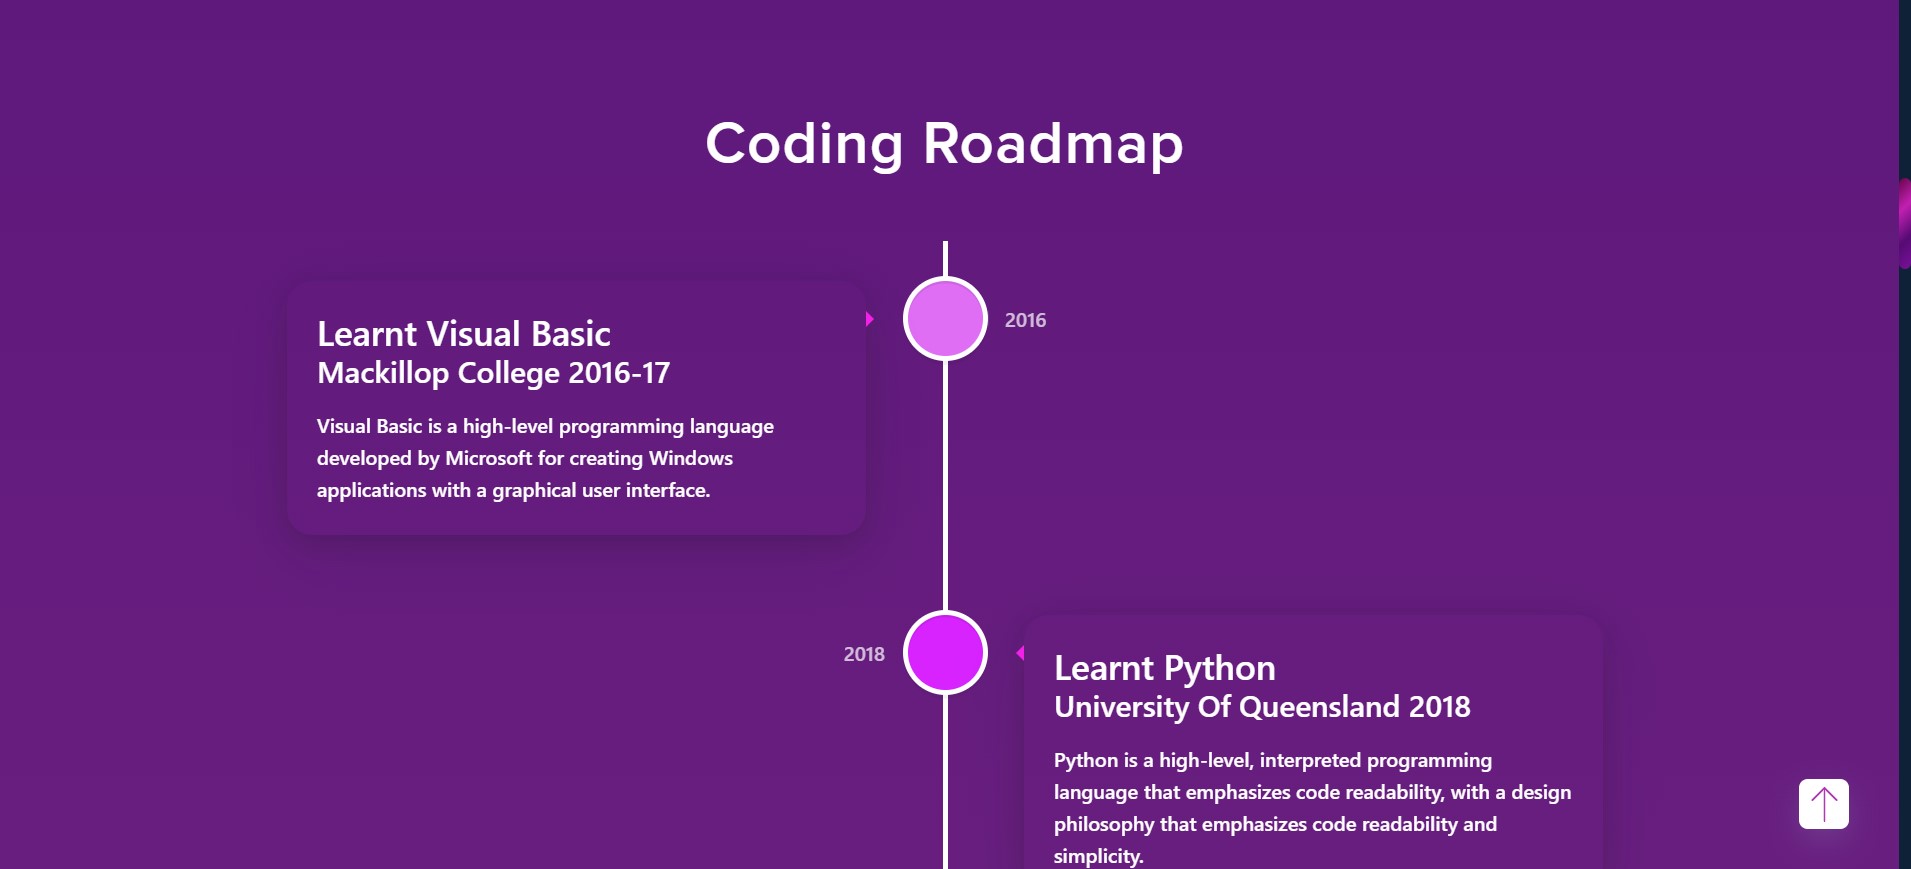 Coding Roadmap
Learnt Visual Basic
Mackillop College 2016-17
Visual Basic is a high-level programming language
developed by Microsoft for creating Windows
applications with a graphical user interface.
2016
2018
Learnt Python
University Of Queensland 2018
Python is a high-level, interpreted programming
language that emphasizes code readability, with a design
philosophy that emphasizes code readability and
simplicity.